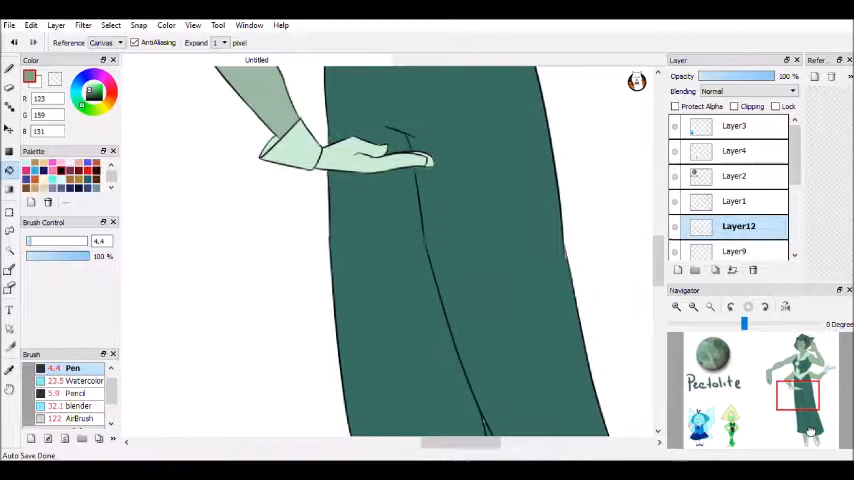 File Edit Layer Filter Select Snap Color View Tool Window Help
Reference Canvas AntiAliasing Expand 1 pixel
Untitled
Color
R 123
G 159
B 131
Palette
Brush Control
4.4
100 %
Brush
4.4 Pen
23.5 Watercolor
5.9 Pencil
32.1 blender
122 AirBrush
Auto Save Done
Layer
Refer...
Opacity 100 %
Blending Normal
Protect Alpha Clipping Lock
Layer3
Layer4
Layer2
Layer1
Layer12
Layer9
Navigator
0 Degree
Pectolite